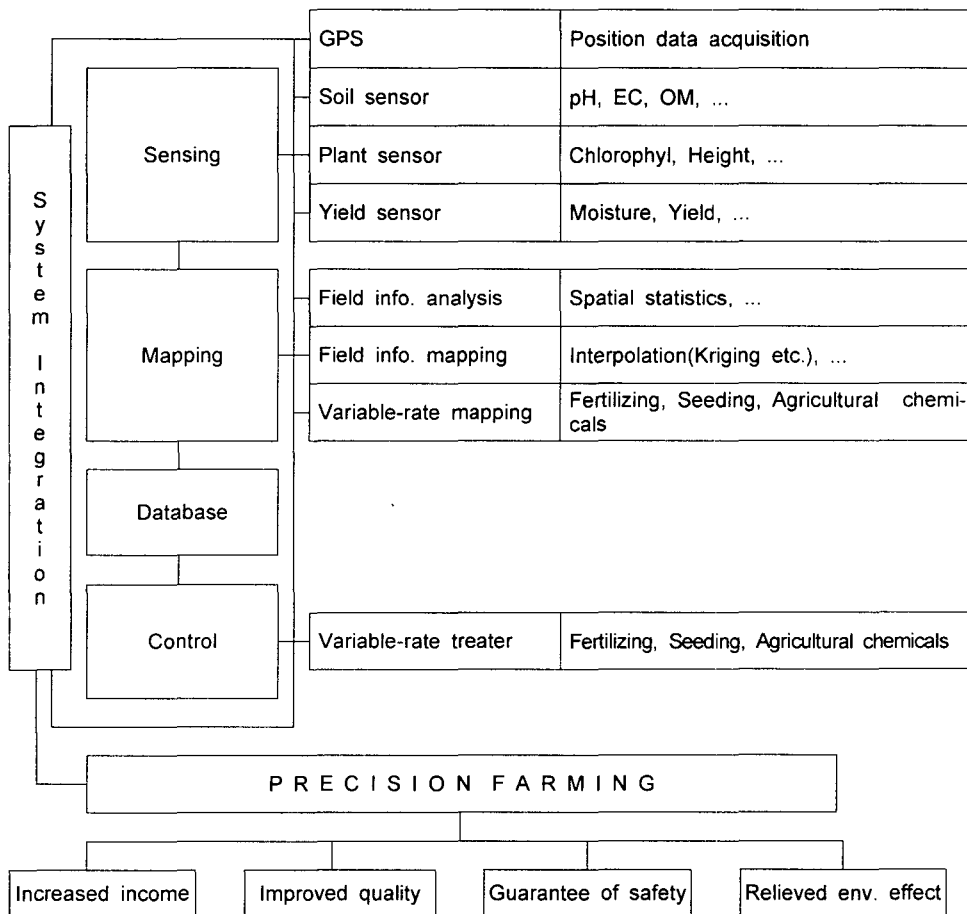 GPS Position data acquisition
Soil sensor pH, EC, OM, ...
Sensing Plant sensor Chlorophyl, Height, ...
Yield sensor Moisture, Yield, ...
System Integration
Field info. analysis Spatial statistics, ...
Mapping Field info. mapping Interpolation(Kriging etc.), ...
Variable-rate mapping Fertilizing, Seeding, Agricultural chemi-
cals
Database
Control Variable-rate treater Fertilizing, Seeding, Agricultural chemicals
PRECISION FARMING
Increased income Improved quality Guarantee of safety Relieved env. effect